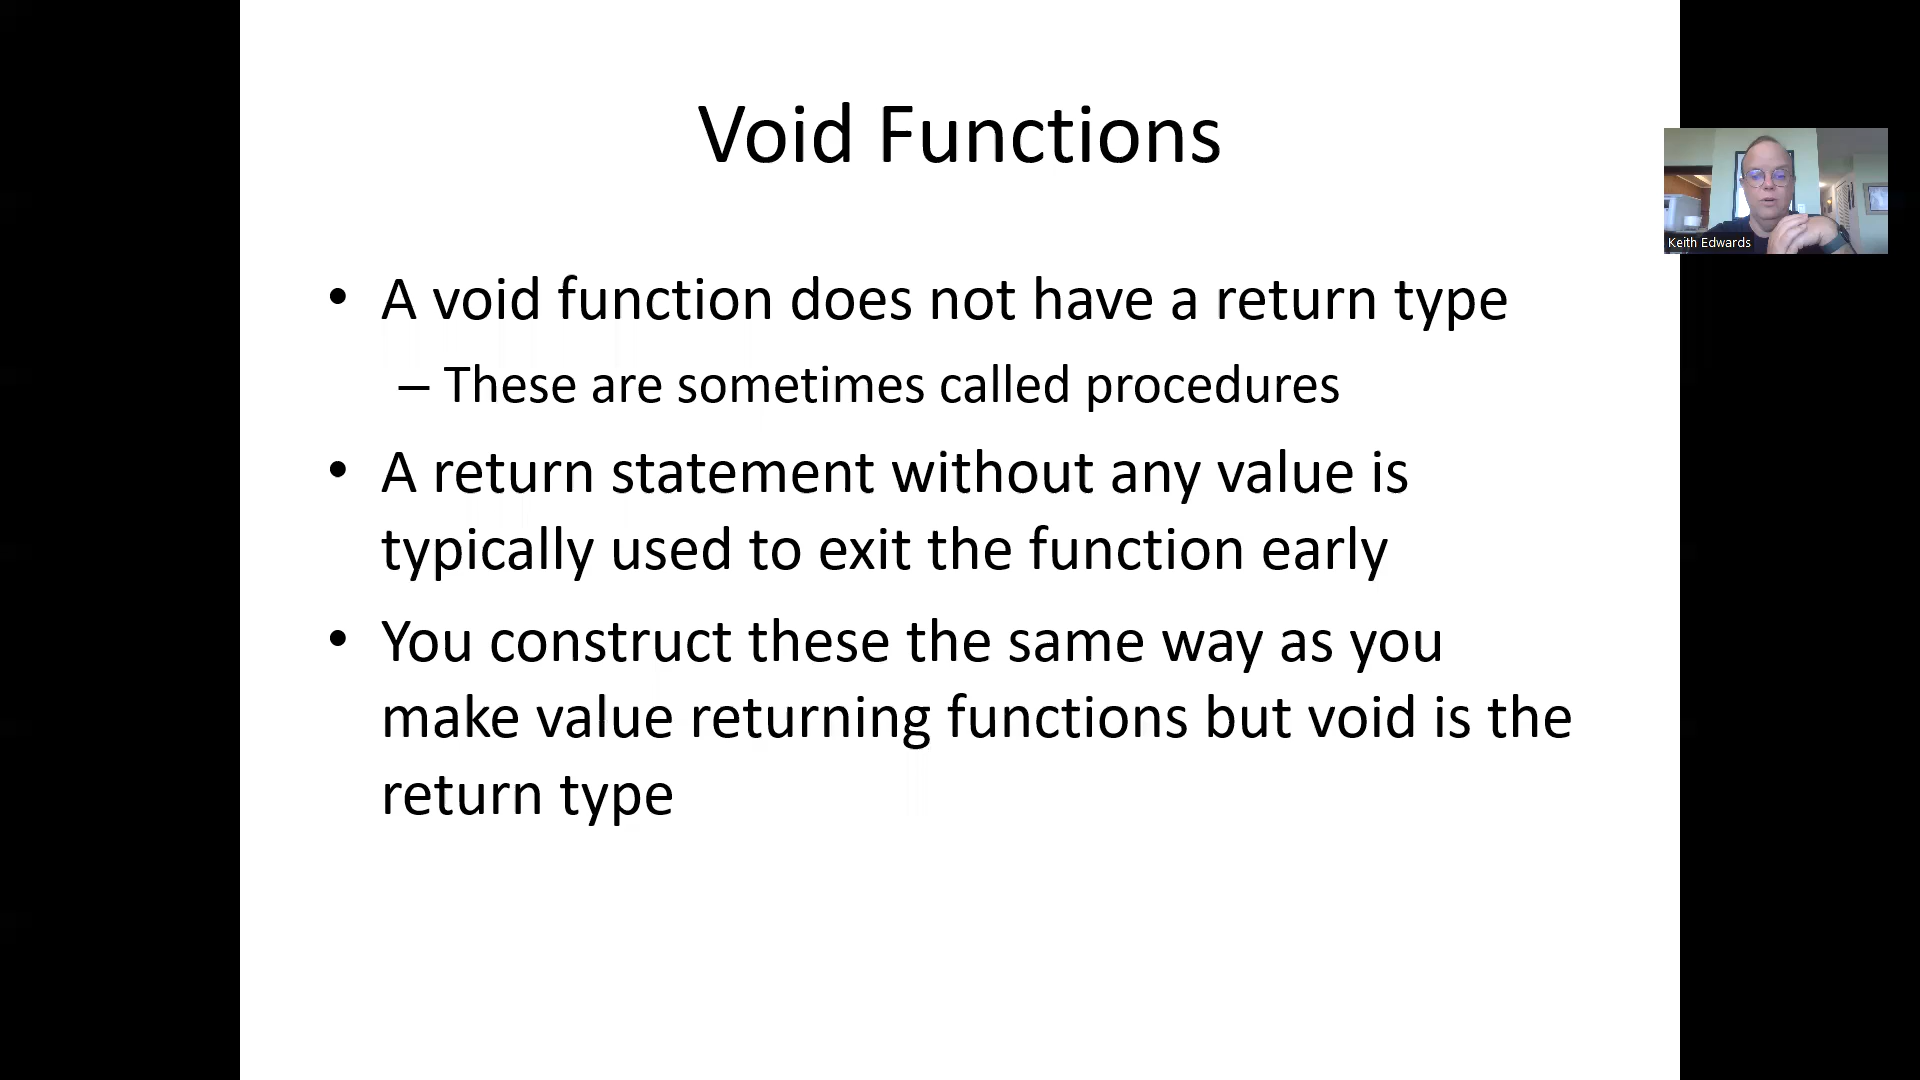 Void Functions
• A void function does not have a return type
– These are sometimes called procedures
• A return statement without any value is
typically used to exit the function early
• You construct these the same way as you
make value returning functions but void is the
return type
Keith Edwards